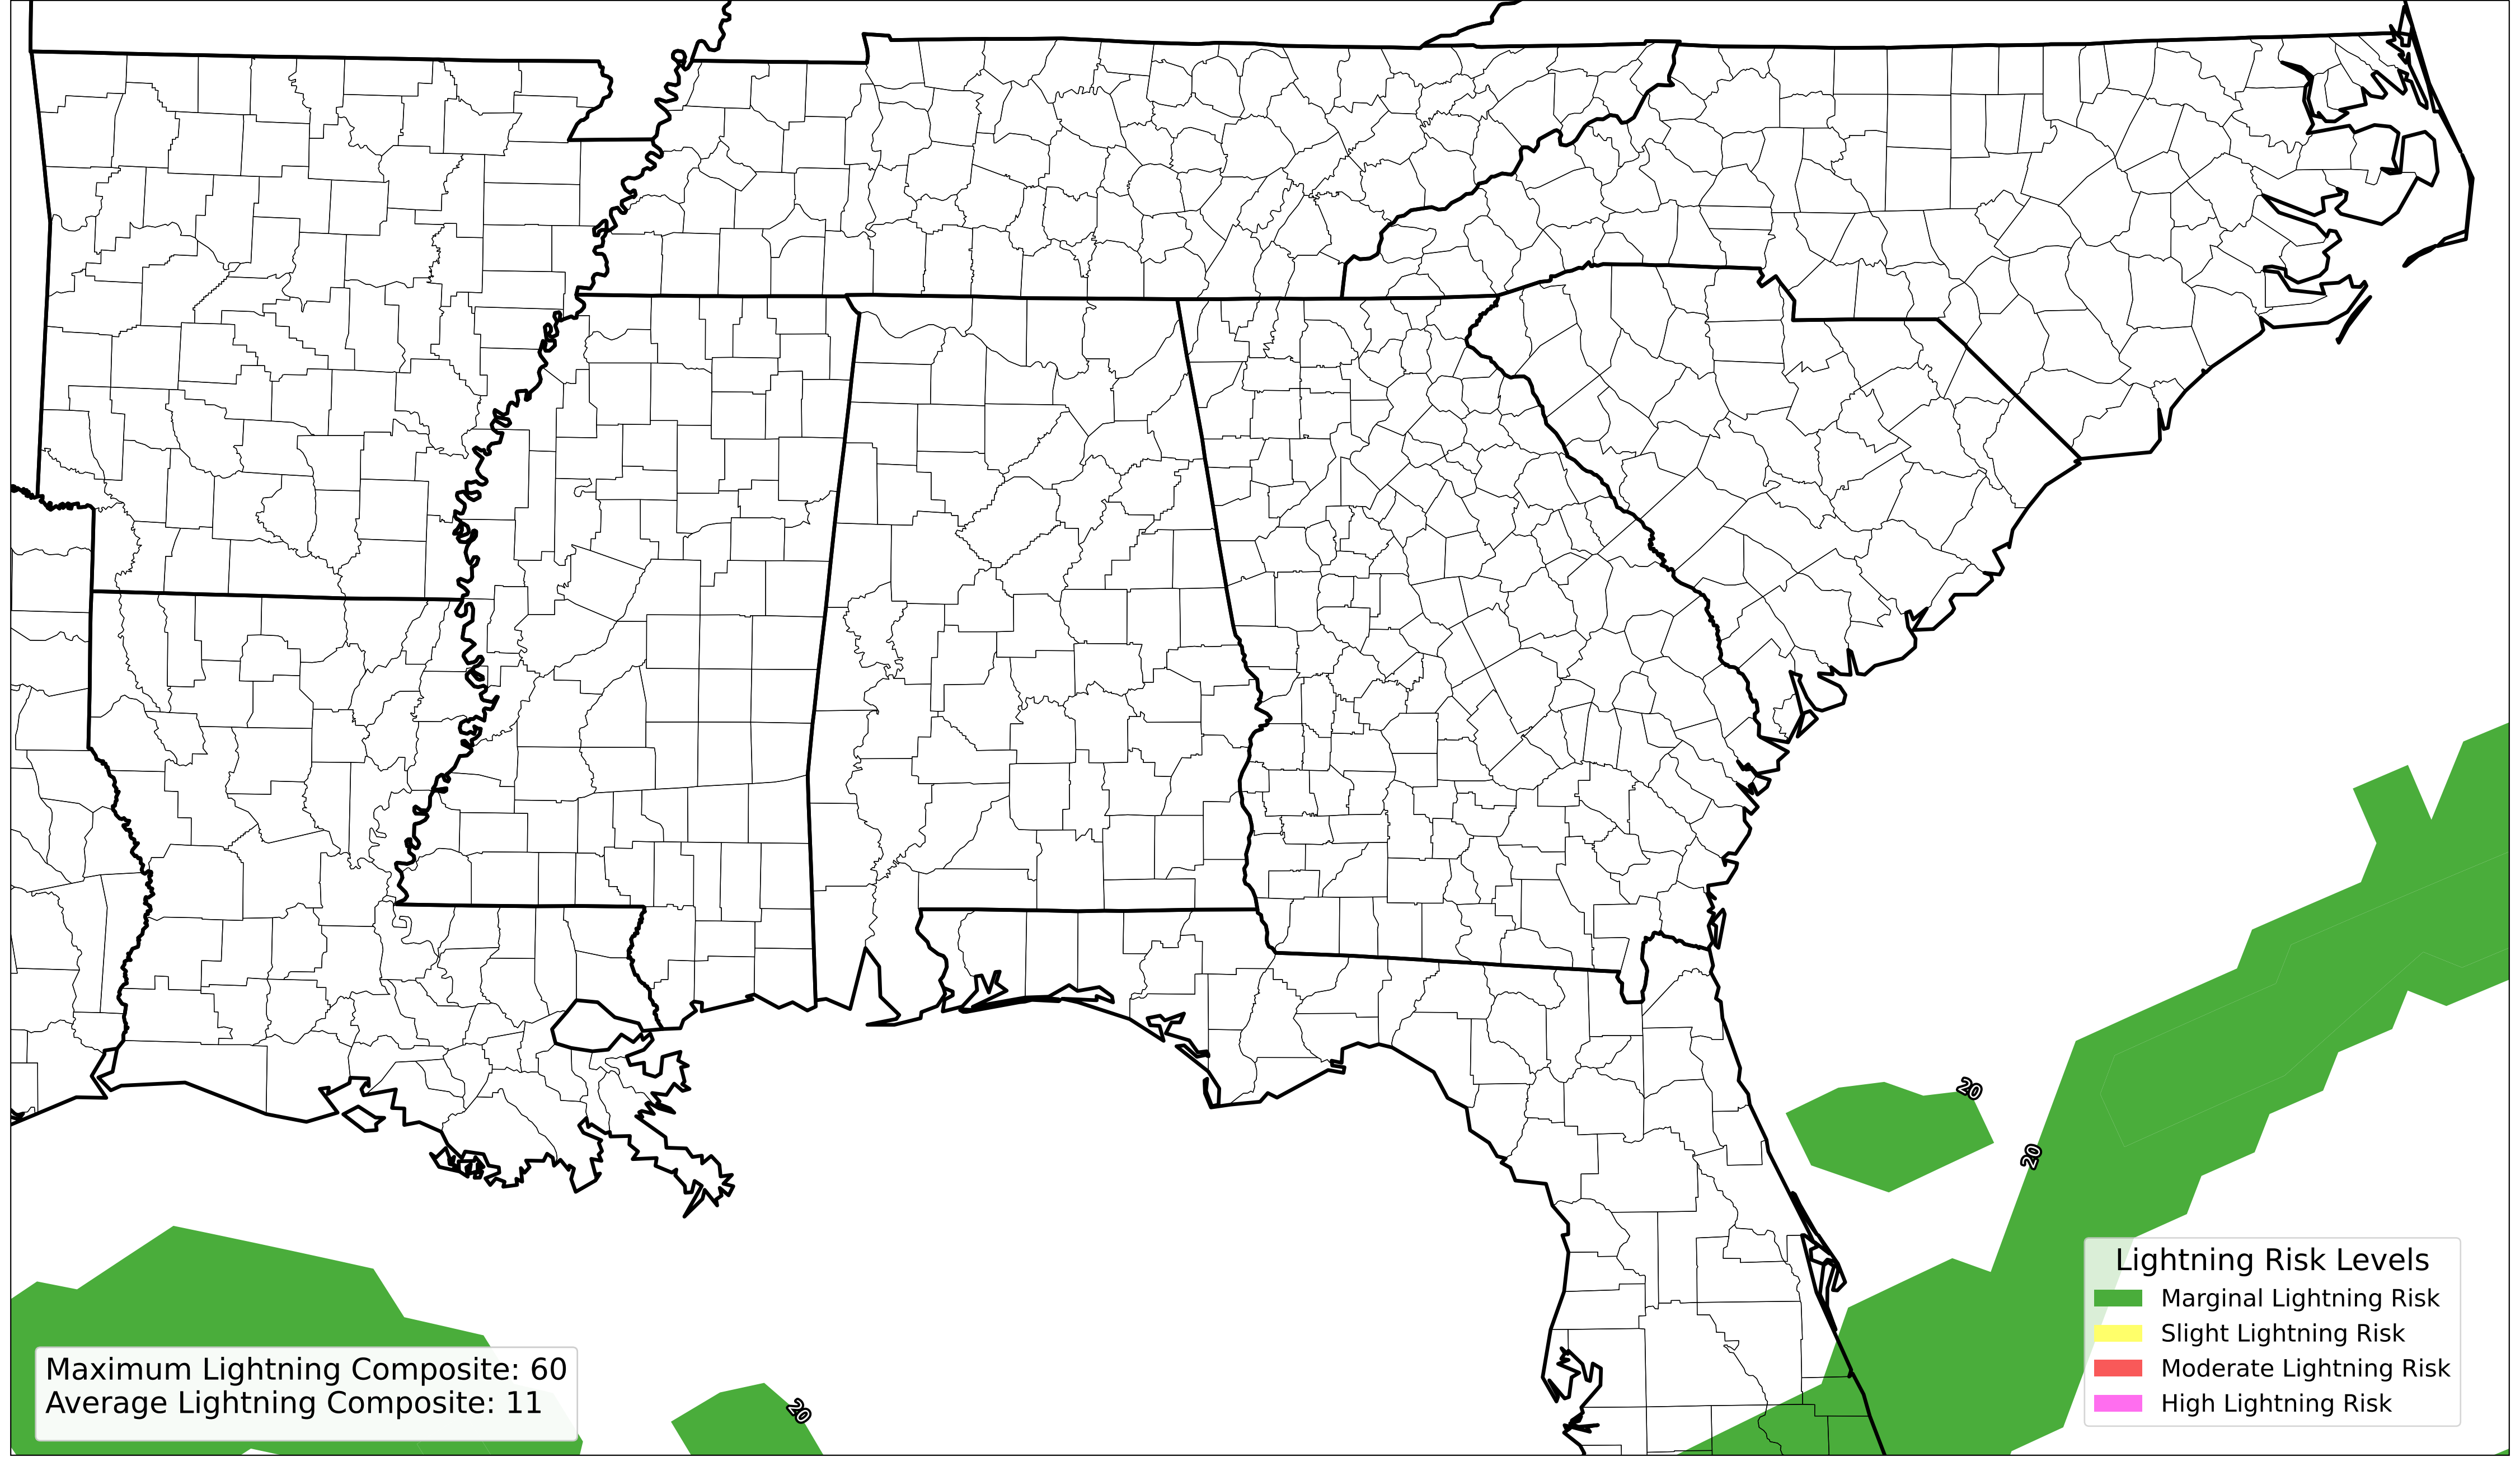 20
20
Lightning Risk Levels
Marginal Lightning Risk
Slight Lightning Risk
Moderate Lightning Risk
High Lightning Risk
Maximum Lightning Composite: 60
Average Lightning Composite: 11
20